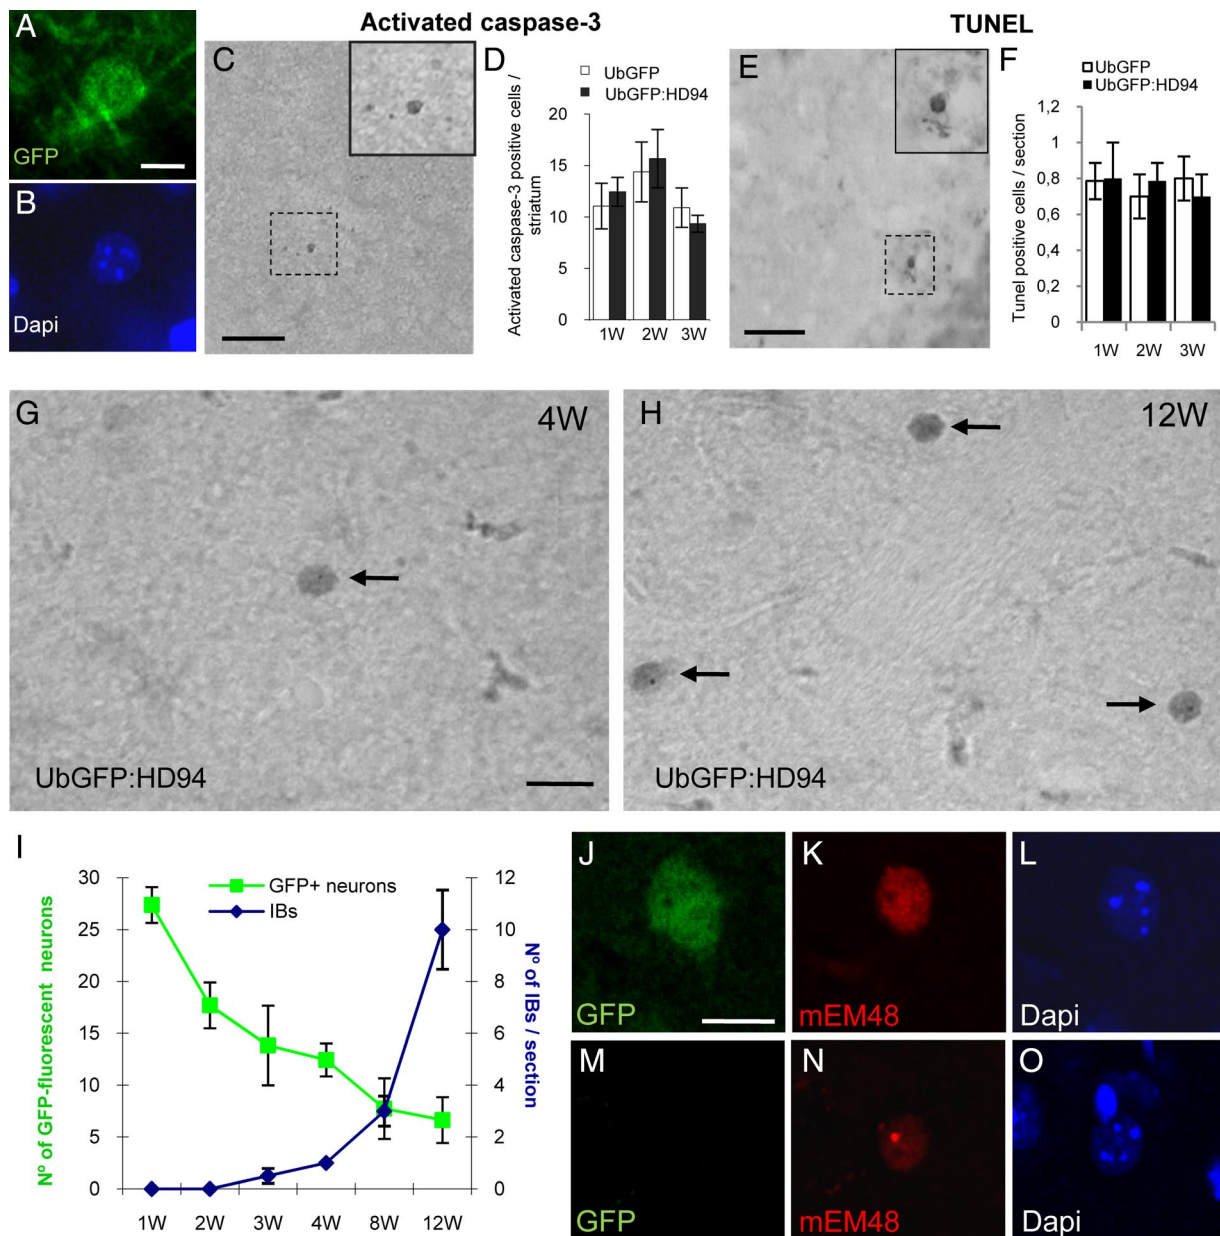 Activated caspase-3
TUNEL
A
GFP
B
Dapi
C
D
UbGFP
UbGFP:HD94
Activated caspase-3 positive cells /
striatum
20
15
10
5
0
1W 2W 3W
E
F
UbGFP
UbGFP:HD94
Tunel positive cells / section
1,2
1
0,8
0,6
0,4
0,2
0
1W 2W 3W
G
4W
UbGFP:HD94
H
12W
UbGFP:HD94
I
GFP+ neurons
IBs
Nº of GFP-fluorescent neurons
30
25
20
15
10
5
0
12
10
8
6
4
2
0
Nº of IBs /
section
1W 2W 3W 4W 8W 12W
J
GFP
K
mEM48
L
Dapi
M
GFP
N
mEM48
O
Dapi